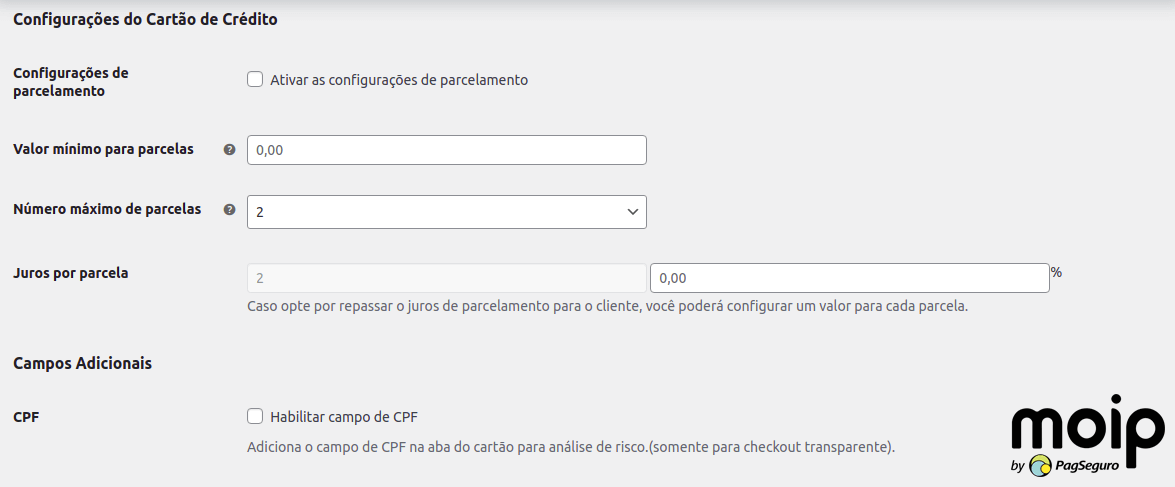 Configurações do Cartão de Crédito
Configurações de
parcelamento
Ativar as configurações de parcelamento
Valor mínimo para parcelas
?
0,00
Número máximo de parcelas
?
2
Juros por parcela
2
0,00
%
Caso opte por repassar o juros de parcelamento para o cliente, você poderá configurar um valor para cada parcela.
Campos Adicionais
CPF
Habilitar campo de CPF
Adiciona o campo de CPF na aba do cartão para análise de risco.(somente para checkout transparente).
moip
by PagSeguro